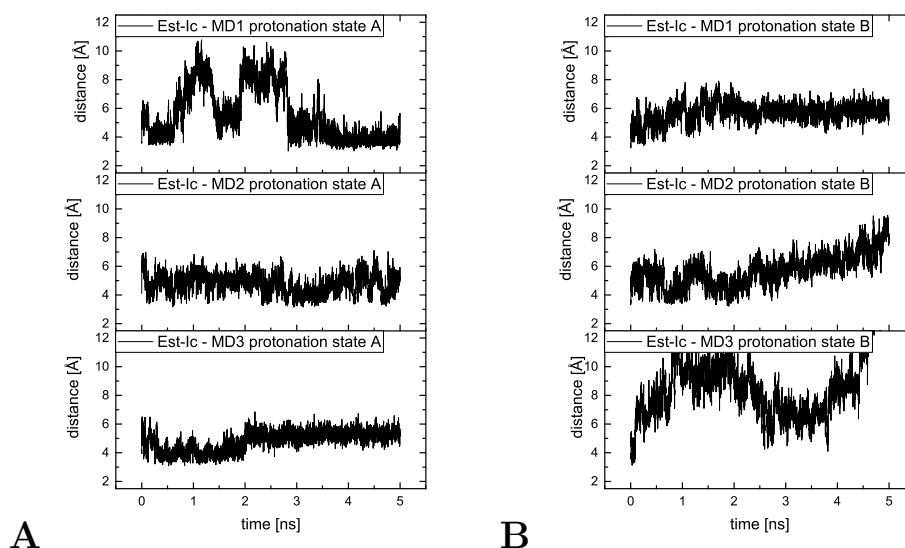 Est-Ic - MD1 protonation state A
12
10
8
6
4
2
distance [Å]
Est-Ic - MD2 protonation state A
12
10
8
6
4
2
distance [Å]
Est-Ic - MD3 protonation state A
12
10
8
6
4
2
distance [Å]
0 1 2 3 4 5
time [ns]
A
Est-Ic - MD1 protonation state B
12
10
8
6
4
2
distance [Å]
Est-Ic - MD2 protonation state B
12
10
8
6
4
2
distance [Å]
Est-Ic - MD3 protonation state B
12
10
8
6
4
2
distance [Å]
0 1 2 3 4 5
time [ns]
B